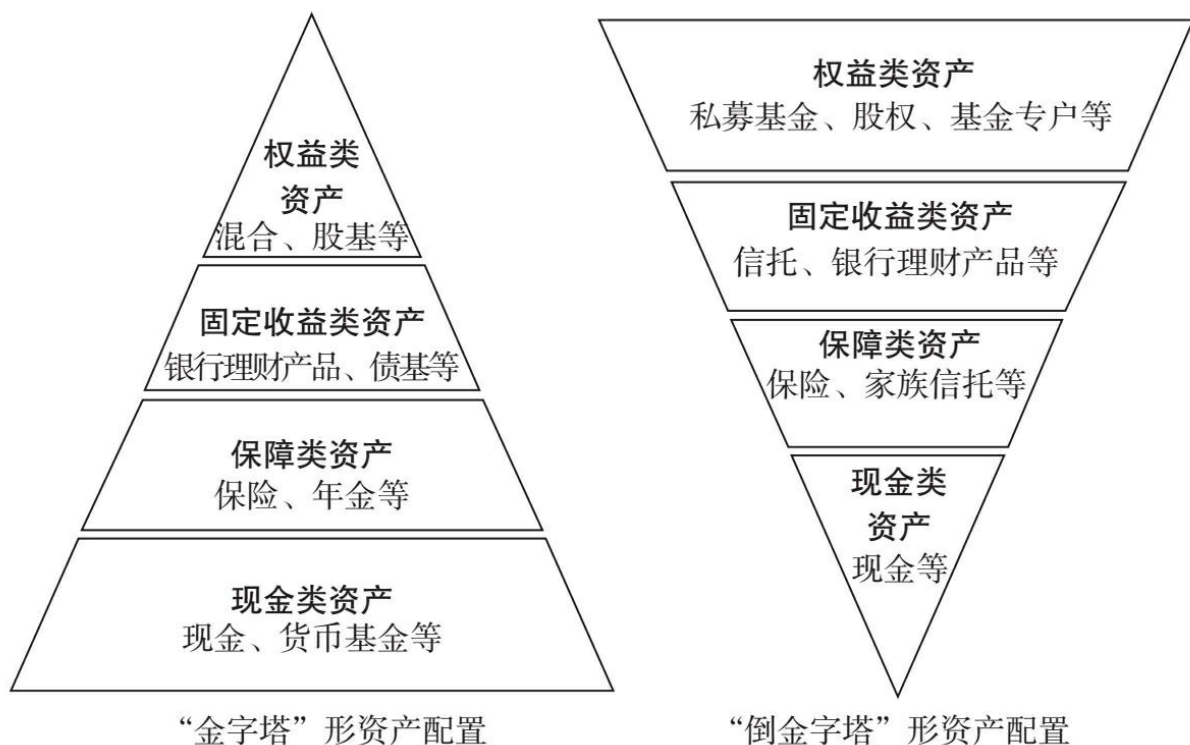 权益类
资产
混合、股基等
固定收益类资产
银行理财产品、债基等
保障类资产
保险、年金等
现金类资产
现金、货币基金等
“金字塔”形资产配置
权益类资产
私募基金、股权、基金专户等
固定收益类资产
信托、银行理财产品等
保障类资产
保险、家族信托等
现金类
资产
现金等
“倒金字塔”形资产配置